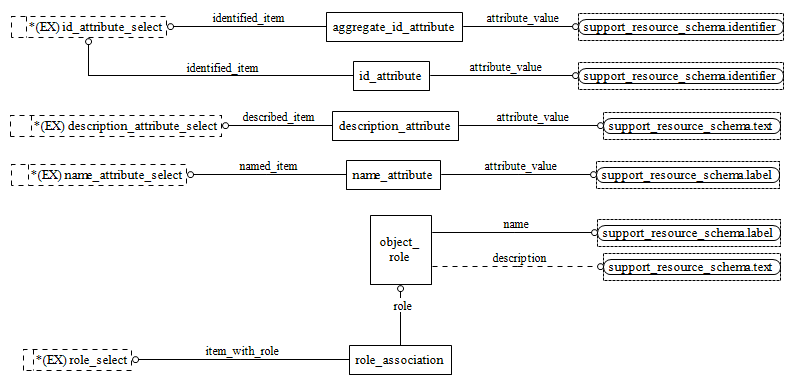 identified_item
attribute_value
*(EX) id_attribute_select
aggregate_id_attribute
support_resource_schema.identifier
identified_item
attribute_value
id_attribute
support_resource_schema.identifier
described_item
attribute_value
*(EX) description_attribute_select
description_attribute
support_resource_schema.text
named_item
attribute_value
*(EX) name_attribute_select
name_attribute
support_resource_schema.label
name
object_
role
support_resource_schema.label
description
support_resource_schema.text
role
item_with_role
*(EX) role_select
role_association